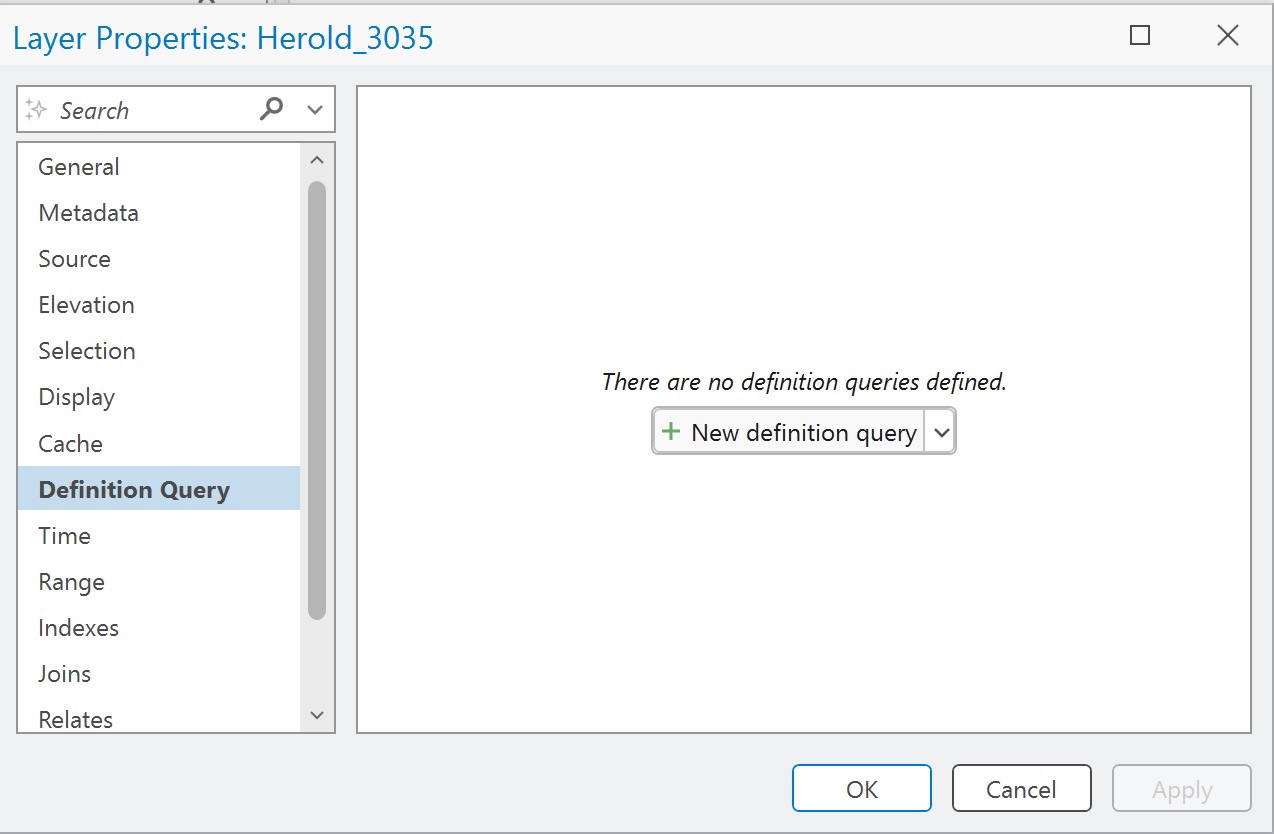 Layer Properties: Herold_3035
Search
General
Metadata
Source
Elevation
Selection
Display
Cache
Definition Query
Time
Range
Indexes
Joins
Relates
There are no definition queries defined.
New definition query
OK
Cancel
Apply